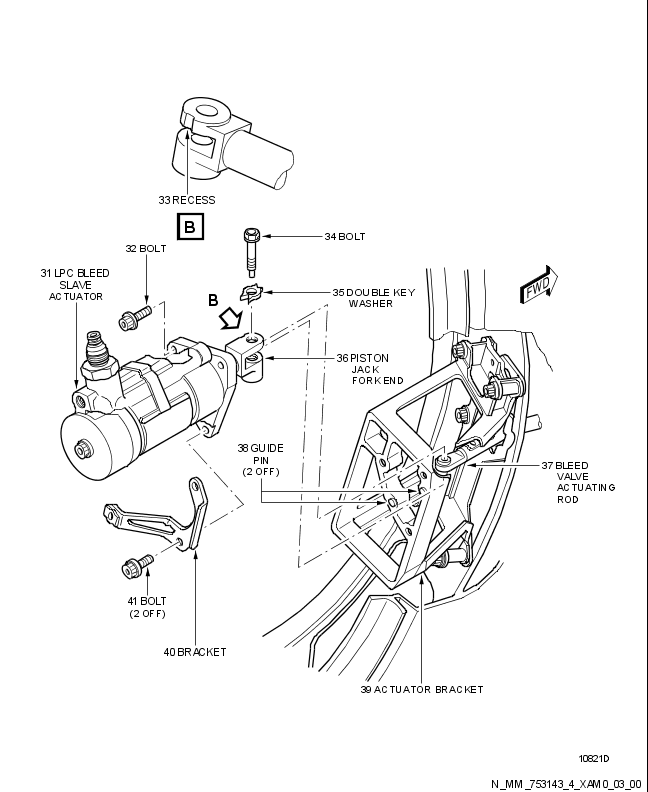 33 RECESS
B
32 BOLT
34 BOLT
31 LPC BLEED
SLAVE
ACTUATOR
B
35 DOUBLE KEY
WASHER
FWD
36 PISTON
JACK
FORK END
38 GUIDE
PIN
(2 OFF)
37 BLEED
VALVE
ACTUATING
ROD
41 BOLT
(2 OFF)
40 BRACKET
39 ACTUATOR BRACKET
10821D
N_MM_753143_4_XAM0_03_00